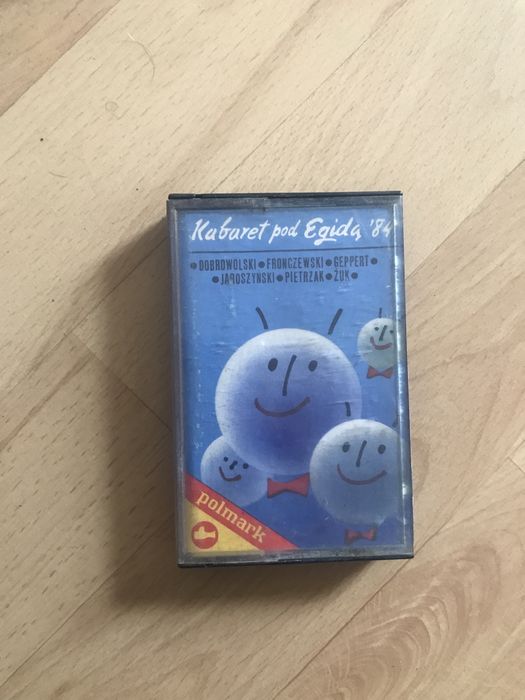 Kabaret pod Egidą '84
•DOBROWOLSKI•FRONCZEWSKI•GEPPERT•
•JAROSZYŃSKI•PIETRZAK•ŻUK•
polmark